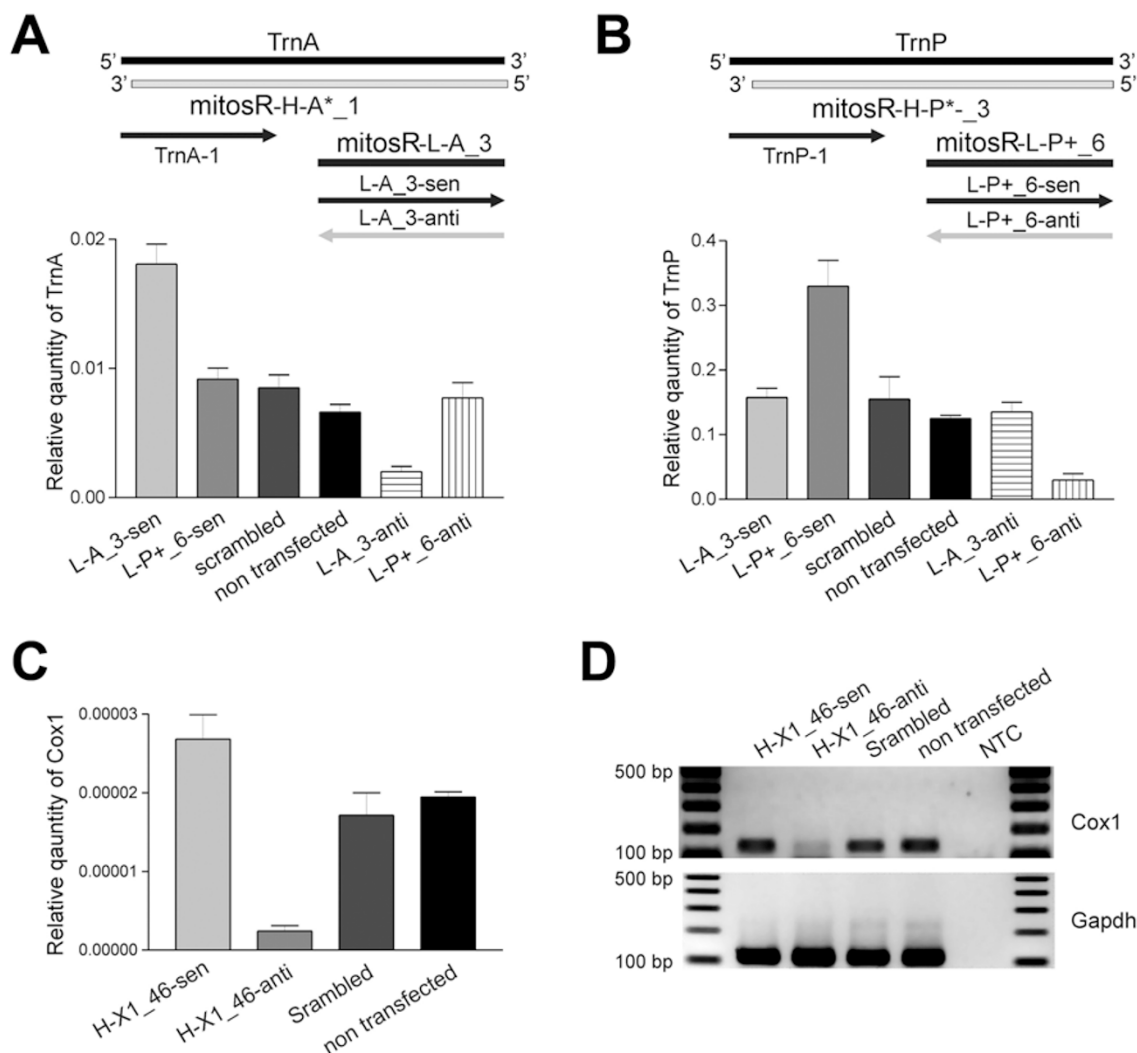 A
TrnA
5' 3'
3' 5'
mitosR-H-A*_1
TrnA-1
mitosR-L-A_3
L-A_3-sen
L-A_3-anti
Relative qauntity of TrnA
0.02
0.01
0.00
L-A_3-sen
L-P+_6-sen
scrambled
non transfected
L-A_3-anti
L-P+_6-anti
B
TrnP
5' 3'
3' 5'
mitosR-H-P*-_3
TrnP-1
mitosR-L-P+_6
L-P+_6-sen
L-P+_6-anti
Relative qauntity of TrnP
0.4
0.3
0.2
0.1
0.0
L-A_3-sen
L-P+_6-sen
scrambled
non transfected
L-A_3-anti
L-P+_6-anti
C
Relative qauntity of Cox1
0.00003
0.00002
0.00001
0.00000
H-X1_46-sen
H-X1_46-anti
Srambled
non transfected
D
H-X1_46-sen
H-X1_46-anti
Srambled
non transfected
NTC
500 bp
100 bp
Cox1
500 bp
100 bp
Gapdh